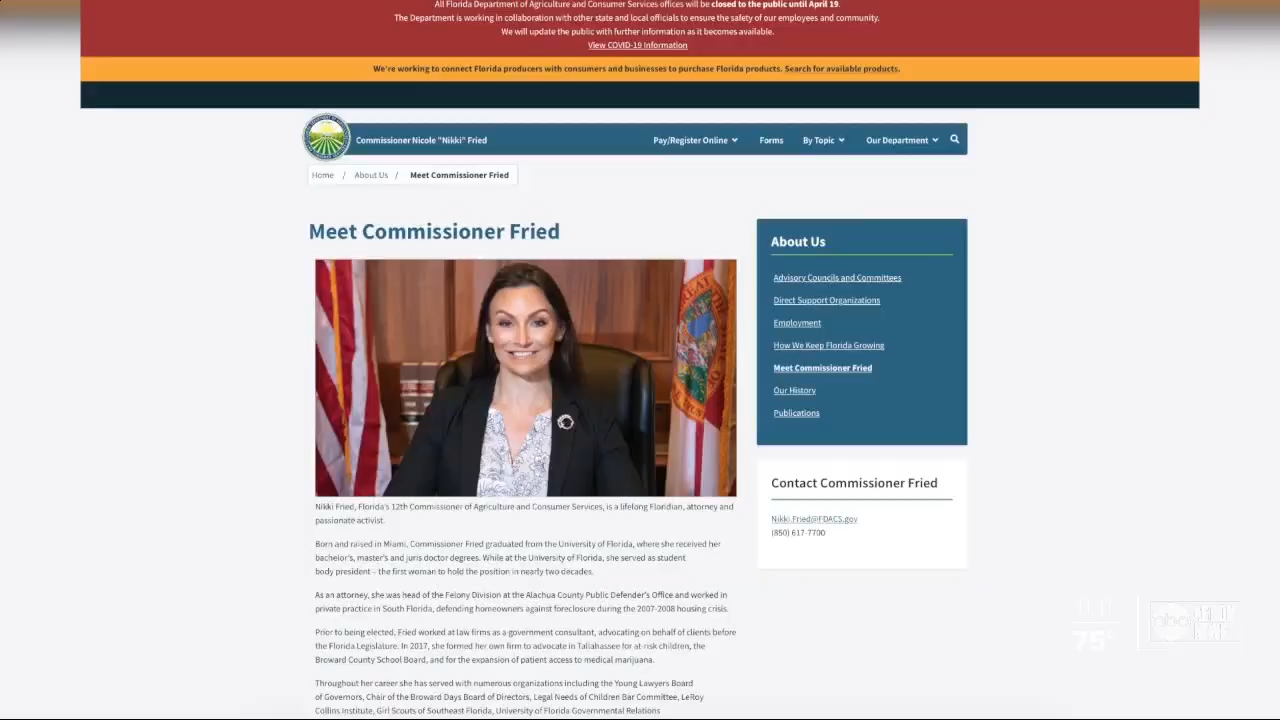 All Florida Department of Agriculture and Consumer Services offices will be closed to the public until April 19.
The Department is working in collaboration with other state and local officials to ensure the safety of our employees and community.
We will update the public with further information as it becomes available.
View COVID-19 Information
We're working to connect Florida producers with consumers and businesses to purchase Florida products. Search for available products.
Commissioner Nicole "Nikki" Fried
Pay/Register Online
Forms
By Topic
Our Department
Home / About Us / Meet Commissioner Fried
Meet Commissioner Fried
Nikki Fried, Florida's 12th Commissioner of Agriculture and Consumer Services, is a lifelong Floridian, attorney and
passionate activist.
Born and raised in Miami, Commissioner Fried graduated from the University of Florida, where she received her
bachelor's, master's and juris doctor degrees. While at the University of Florida, she served as student
body president – the first woman to hold the position in nearly two decades.
As an attorney, she was head of the Felony Division at the Alachua County Public Defender's Office and worked in
private practice in South Florida, defending homeowners against foreclosure during the 2007-2008 housing crisis.
Prior to being elected, Fried worked at law firms as a government consultant, advocating on behalf of clients before
the Florida Legislature. In 2017, she formed her own firm to advocate in Tallahassee for at-risk children, the
Broward County School Board, and for the expansion of patient access to medical marijuana.
Throughout her career she has served with numerous organizations including the Young Lawyers Board
of Governors, Chair of the Broward Days Board of Directors, Legal Needs of Children Bar Committee, LeRoy
Collins Institute, Girl Scouts of Southeast Florida, University of Florida Governmental Relations
About Us
Advisory Councils and Committees
Direct Support Organizations
Employment
How We Keep Florida Growing
Meet Commissioner Fried
Our History
Publications
Contact Commissioner Fried
Nikki.Fried@FDACS.gov
(850) 617-7700
75°
abc